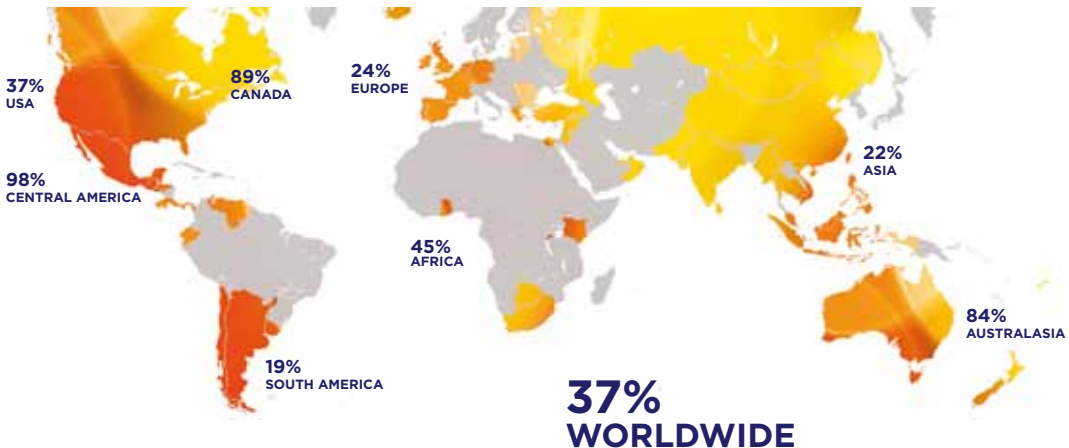 37%
USA
89%
CANADA
24%
EUROPE
22%
ASIA
98%
CENTRAL AMERICA
45%
AFRICA
84%
AUSTRALASIA
19%
SOUTH AMERICA
37%
WORLDWIDE